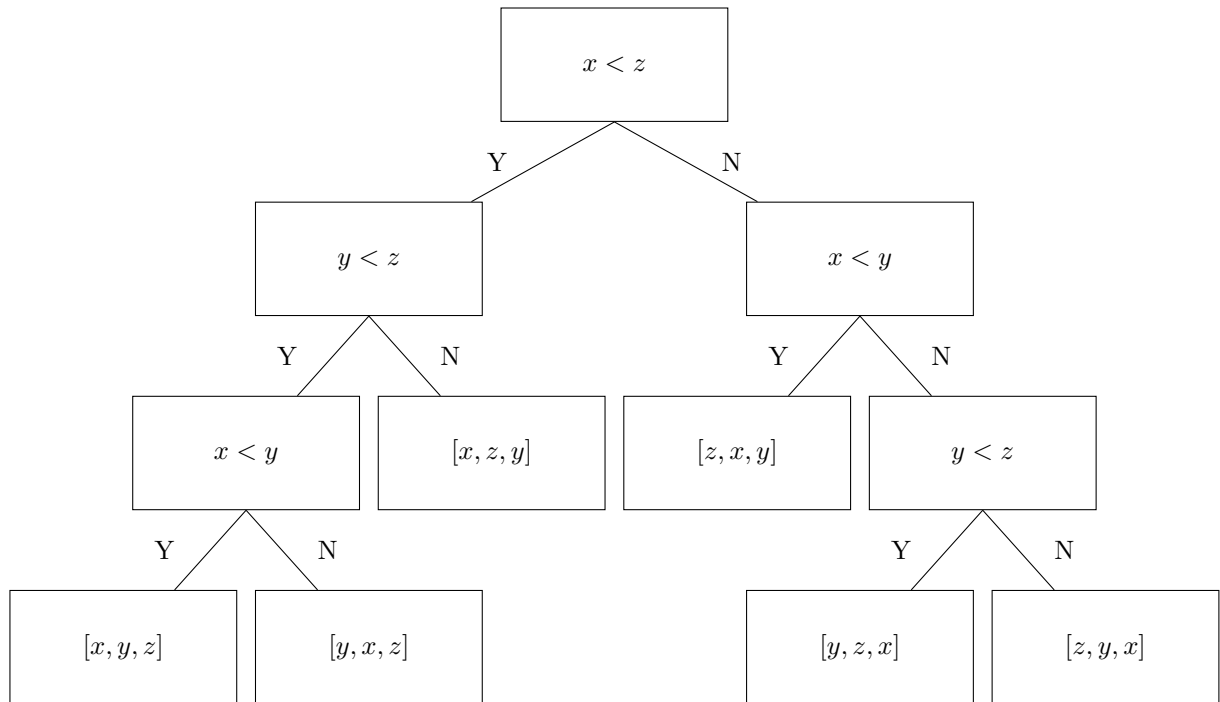 x < z
Y N
y < z x < y
Y N Y N
x < y [x, z, y] [z, x, y] y < z
Y N Y N
[x, y, z] [y, x, z] [y, z, x] [z, y, x]